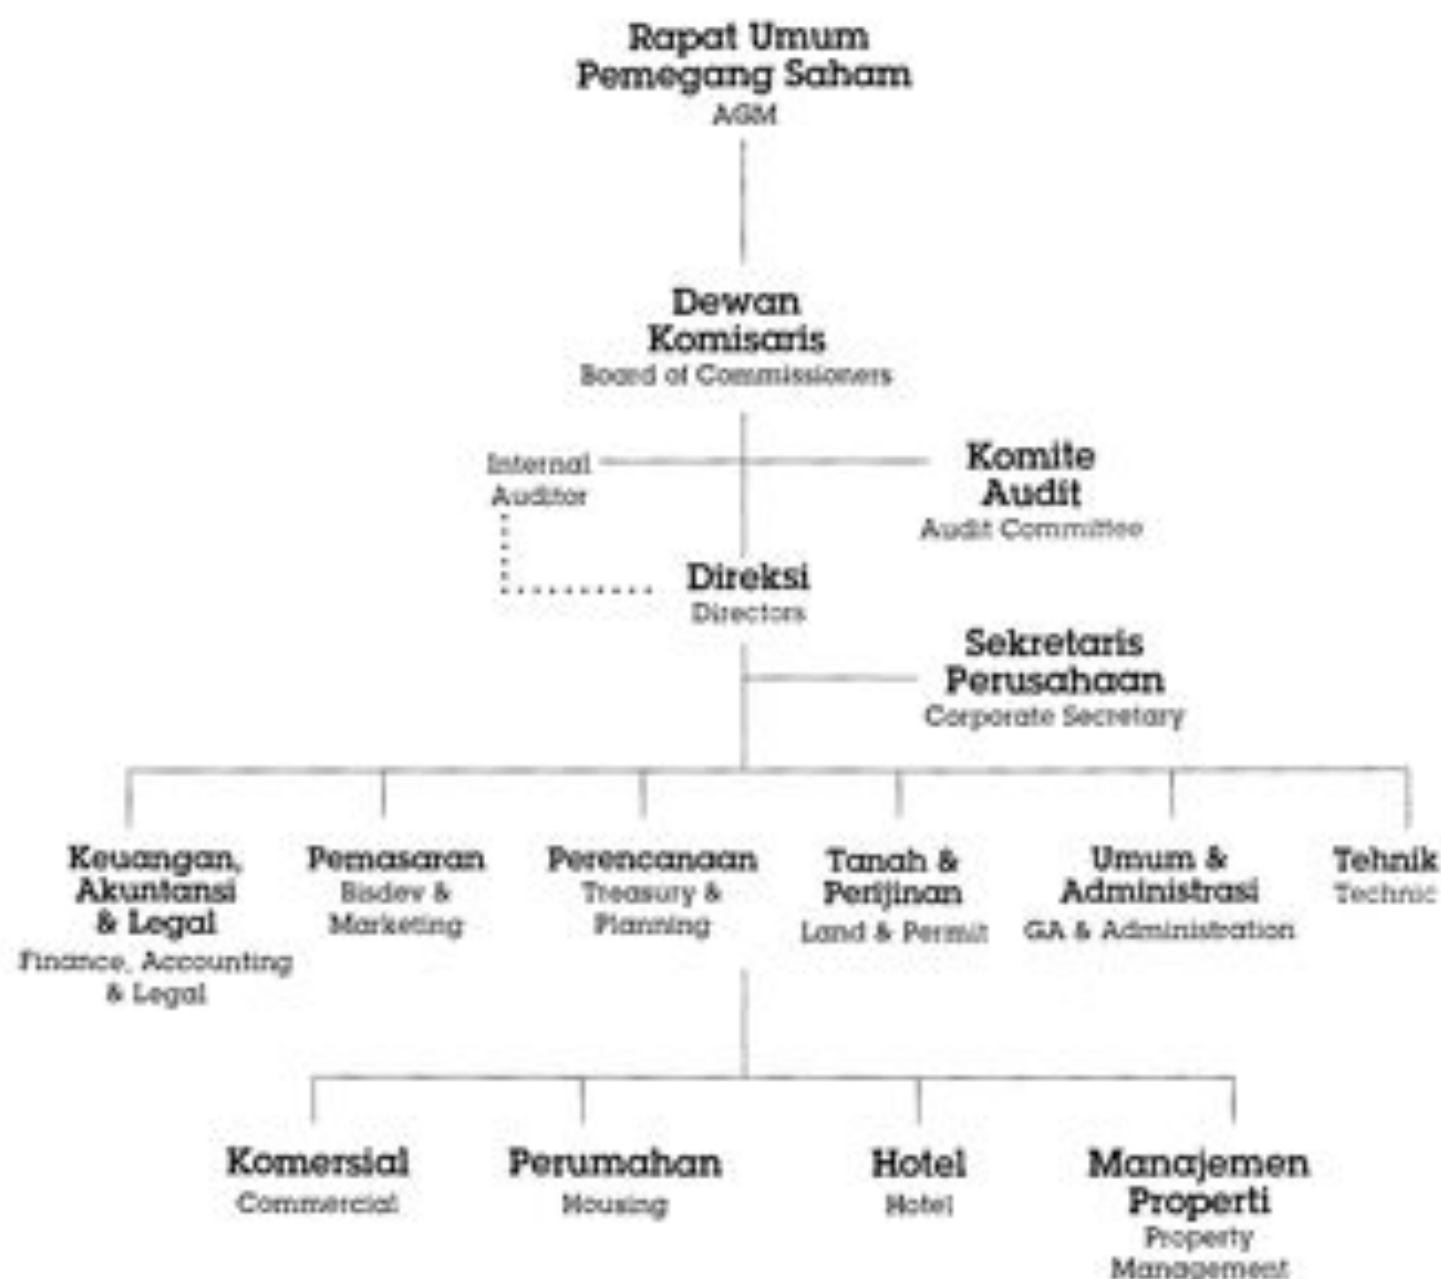 Rapat Umum
Pemegang Saham
AGM
Dewan
Komisaris
Board of Commissioners
Internal
Auditor
Komite
Audit
Audit Committee
Direksi
Directors
Sekretaris
Perusahaan
Corporate Secretary
Keuangan,
Akuntansi
& Legal
Finance, Accounting
& Legal
Pemasaran
Bisdev &
Marketing
Perencanaan
Treasury &
Planning
Tanah &
Perijinan
Land & Permit
Umum &
Administrasi
GA & Administration
Tehnik
Technic
Komersial
Commercial
Perumahan
Housing
Hotel
Hotel
Manajemen
Properti
Property
Management